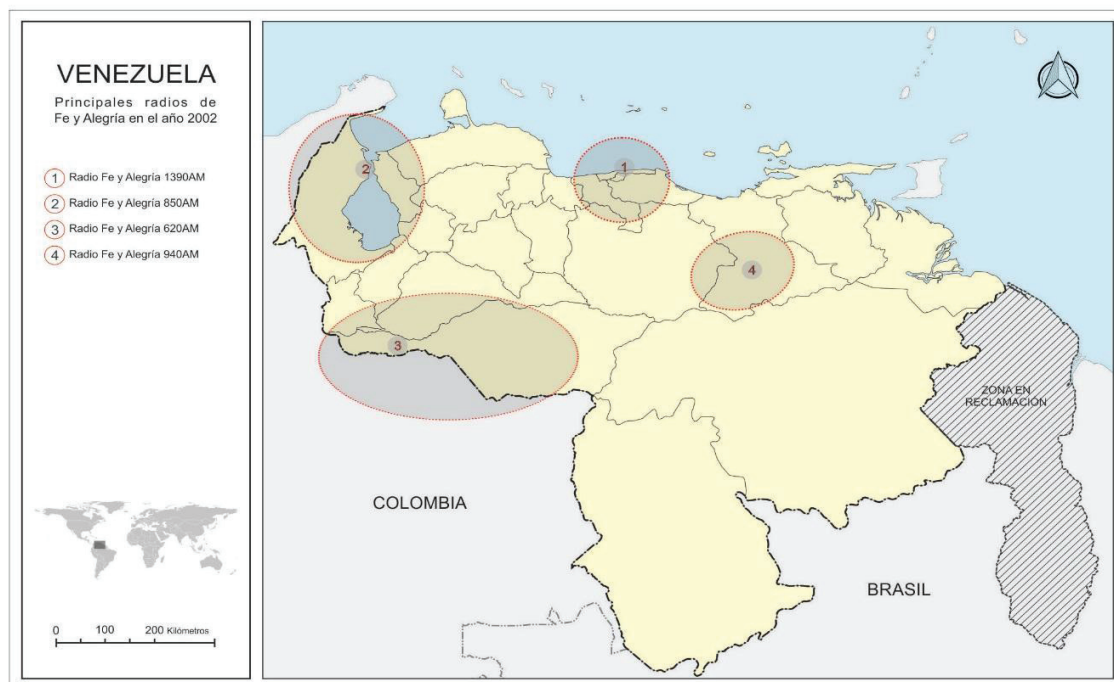 VENEZUELA
Principales radios de
Fe y Alegría en el año 2002
1 Radio Fe y Alegría 1390AM
2 Radio Fe y Alegría 850AM
3 Radio Fe y Alegría 620AM
4 Radio Fe y Alegría 940AM
0 100 200 Kilómetros
1
2
4
3
ZONA EN
RECLAMACIÓN
COLOMBIA
BRASIL